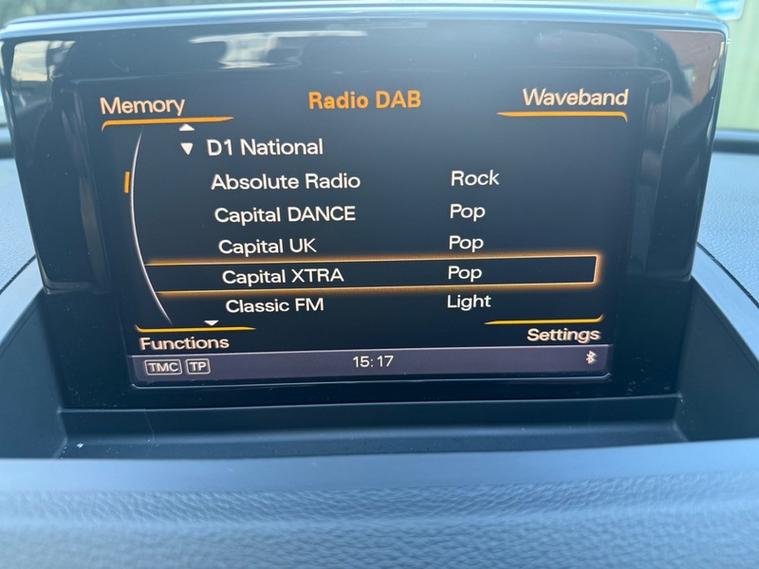 Memory Radio DAB Waveband
D1 National
Absolute Radio Rock
Capital DANCE Pop
Capital UK Pop
Capital XTRA Pop
Classic FM Light
Functions Settings
TMC TP 15:17